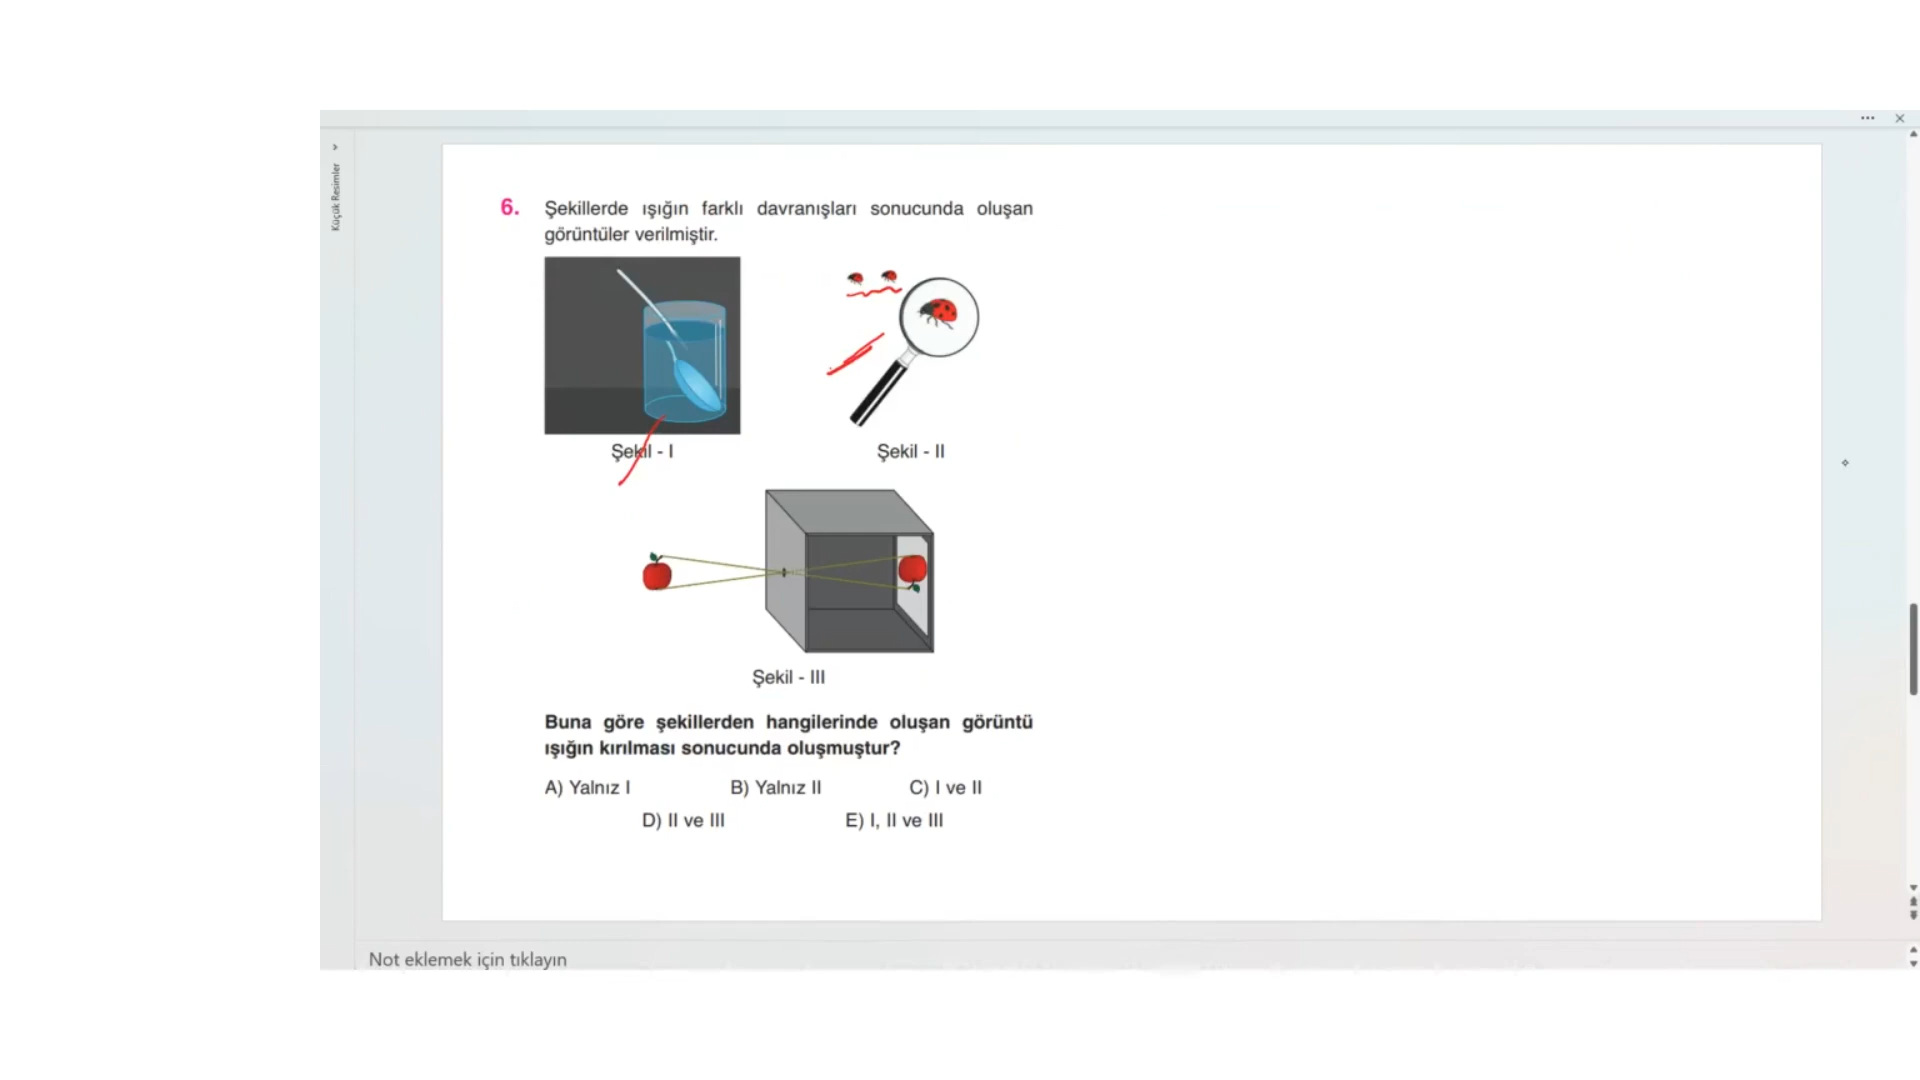 Küçük Resimler
6. Şekillerde ışığın farklı davranışları sonucunda oluşan
görüntüler verilmiştir.
Şekil - I
Şekil - II
Şekil - III
Buna göre şekillerden hangilerinde oluşan görüntü
ışığın kırılması sonucunda oluşmuştur?
A) Yalnız I B) Yalnız II C) I ve II
D) II ve III E) I, II ve III
Not eklemek için tıklayın